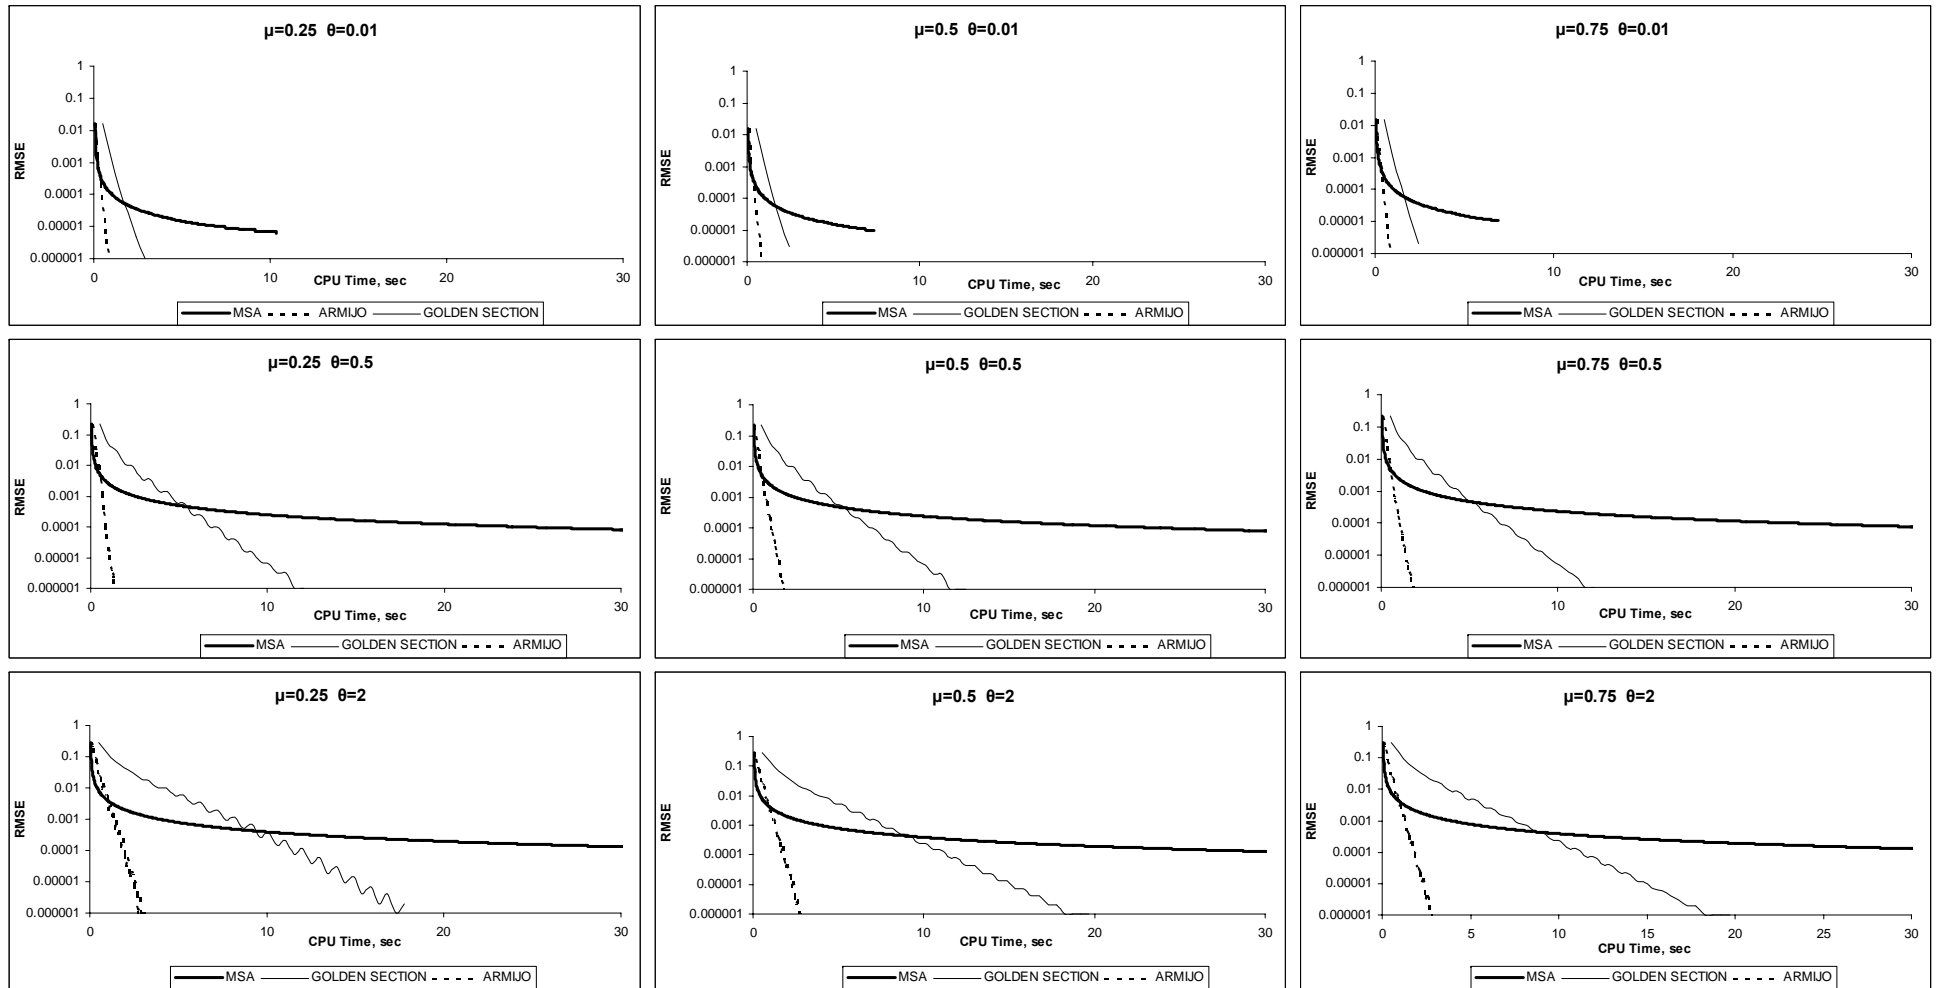 μ=0.25 θ=0.01
1
0.1
0.01
0.001
0.0001
0.00001
0.000001
RMSE
0 10 20 30
CPU Time, sec
MSA ARMIJO GOLDEN SECTION
μ=0.5 θ=0.01
1
0.1
0.01
0.001
0.0001
0.00001
0.000001
RMSE
0 10 20 30
CPU Time, sec
MSA GOLDEN SECTION ARMIJO
μ=0.75 θ=0.01
1
0.1
0.01
0.001
0.0001
0.00001
0.000001
RMSE
0 10 20 30
CPU Time, sec
MSA GOLDEN SECTION ARMIJO
μ=0.25 θ=0.5
1
0.1
0.01
0.001
0.0001
0.00001
0.000001
RMSE
0 10 20 30
CPU Time, sec
MSA GOLDEN SECTION ARMIJO
μ=0.5 θ=0.5
1
0.1
0.01
0.001
0.0001
0.00001
0.000001
RMSE
0 10 20 30
CPU Time, sec
MSA GOLDEN SECTION ARMIJO
μ=0.75 θ=0.5
1
0.1
0.01
0.001
0.0001
0.00001
0.000001
RMSE
0 10 20 30
CPU Time, sec
MSA GOLDEN SECTION ARMIJO
μ=0.25 θ=2
1
0.1
0.01
0.001
0.0001
0.00001
0.000001
RMSE
0 10 20 30
CPU Time, sec
MSA GOLDEN SECTION ARMIJO
μ=0.5 θ=2
1
0.1
0.01
0.001
0.0001
0.00001
0.000001
RMSE
0 10 20 30
CPU Time, sec
MSA GOLDEN SECTION ARMIJO
μ=0.75 θ=2
1
0.1
0.01
0.001
0.0001
0.00001
0.000001
RMSE
0 5 10 15 20 25 30
CPU Time, sec
MSA GOLDEN SECTION ARMIJO